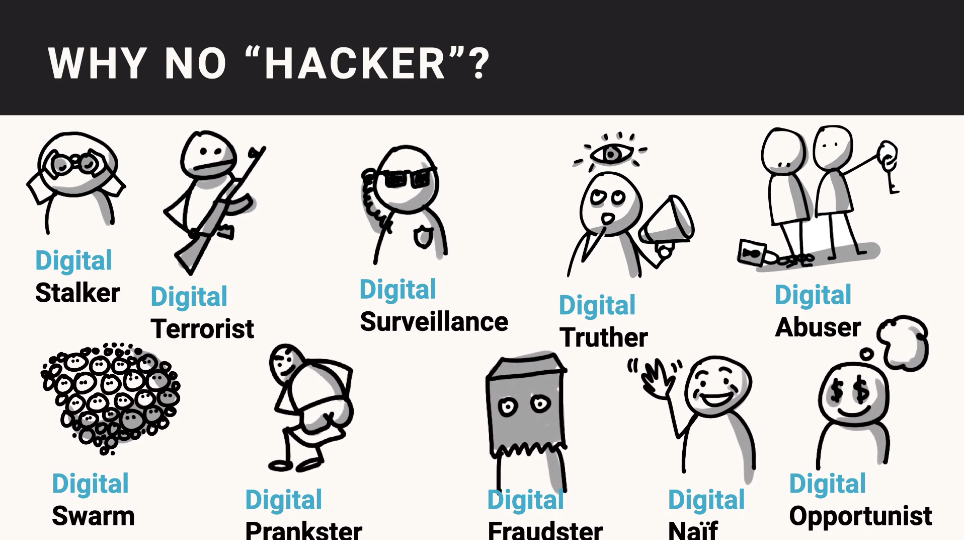 WHY NO “HACKER”?
Digital
Stalker
Digital
Terrorist
Digital
Surveillance
Digital
Truther
Digital
Abuser
Digital
Swarm
Digital
Prankster
Digital
Fraudster
Digital
Naïf
Digital
Opportunist